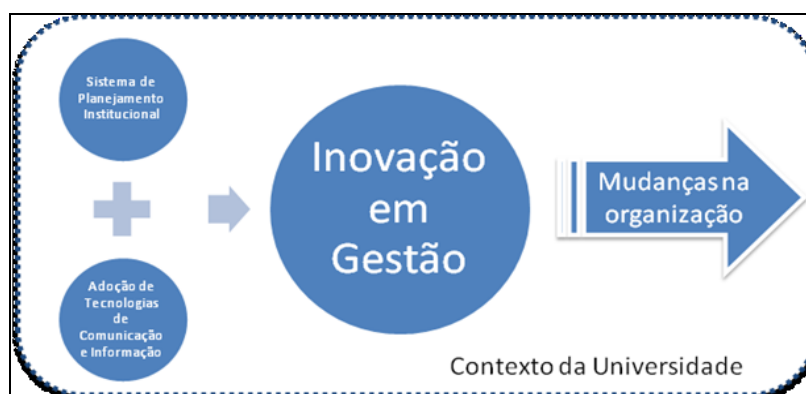 Sistema de
Planejamento
Institucional
Adoção de
Tecnologias
de
Comunicação
e Informação
Inovação
em
Gestão
Mudanças na
organização
Contexto da Universidade